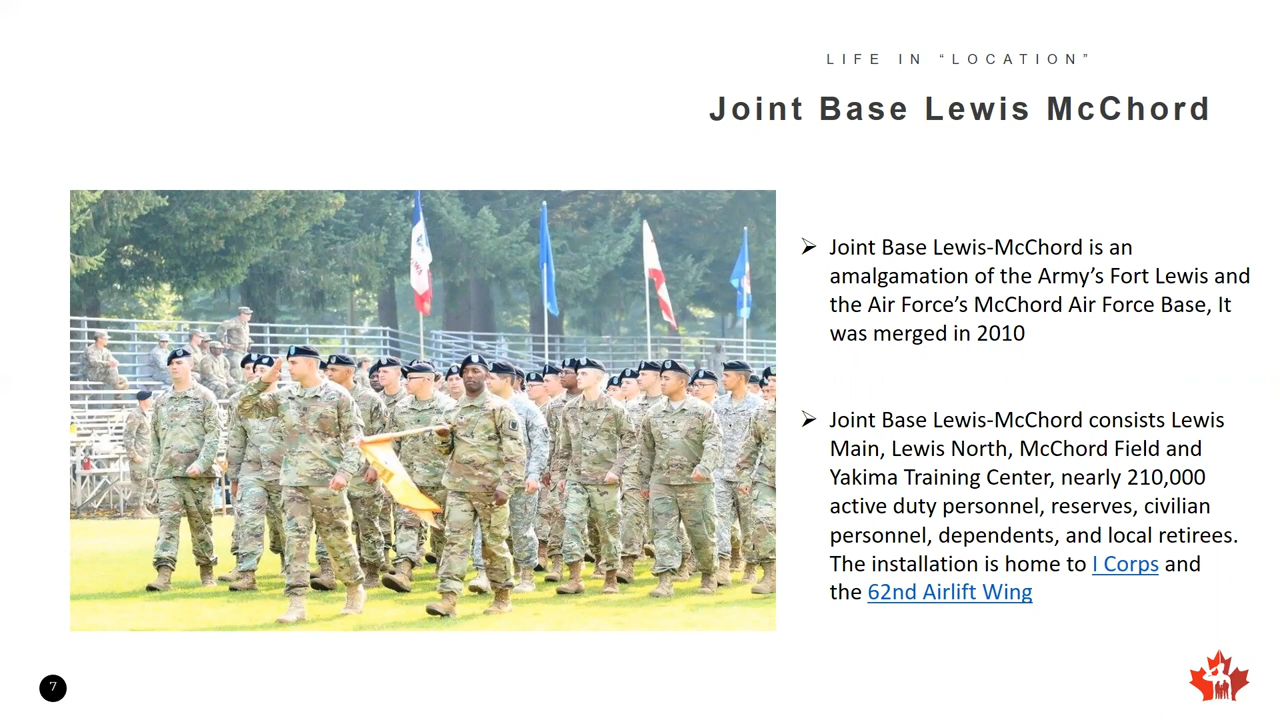 LIFE IN “LOCATION”
Joint Base Lewis McChord
➢ Joint Base Lewis-McChord is an
amalgamation of the Army’s Fort Lewis and
the Air Force’s McChord Air Force Base, It
was merged in 2010
➢ Joint Base Lewis-McChord consists Lewis
Main, Lewis North, McChord Field and
Yakima Training Center, nearly 210,000
active duty personnel, reserves, civilian
personnel, dependents, and local retirees.
The installation is home to I Corps and
the 62nd Airlift Wing
7